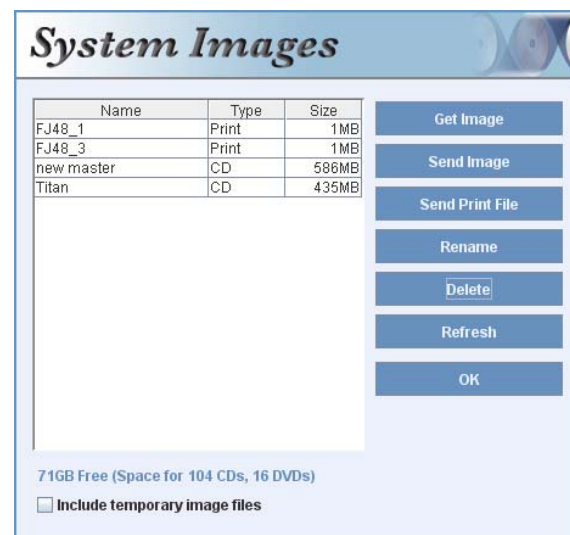 System Images
Name Type Size
FJ48_1 Print 1MB
FJ48_3 Print 1MB
new master CD 586MB
Titan CD 435MB
Get Image
Send Image
Send Print File
Rename
Delete
Refresh
OK
71GB Free (Space for 104 CDs, 16 DVDs)
Include temporary image files